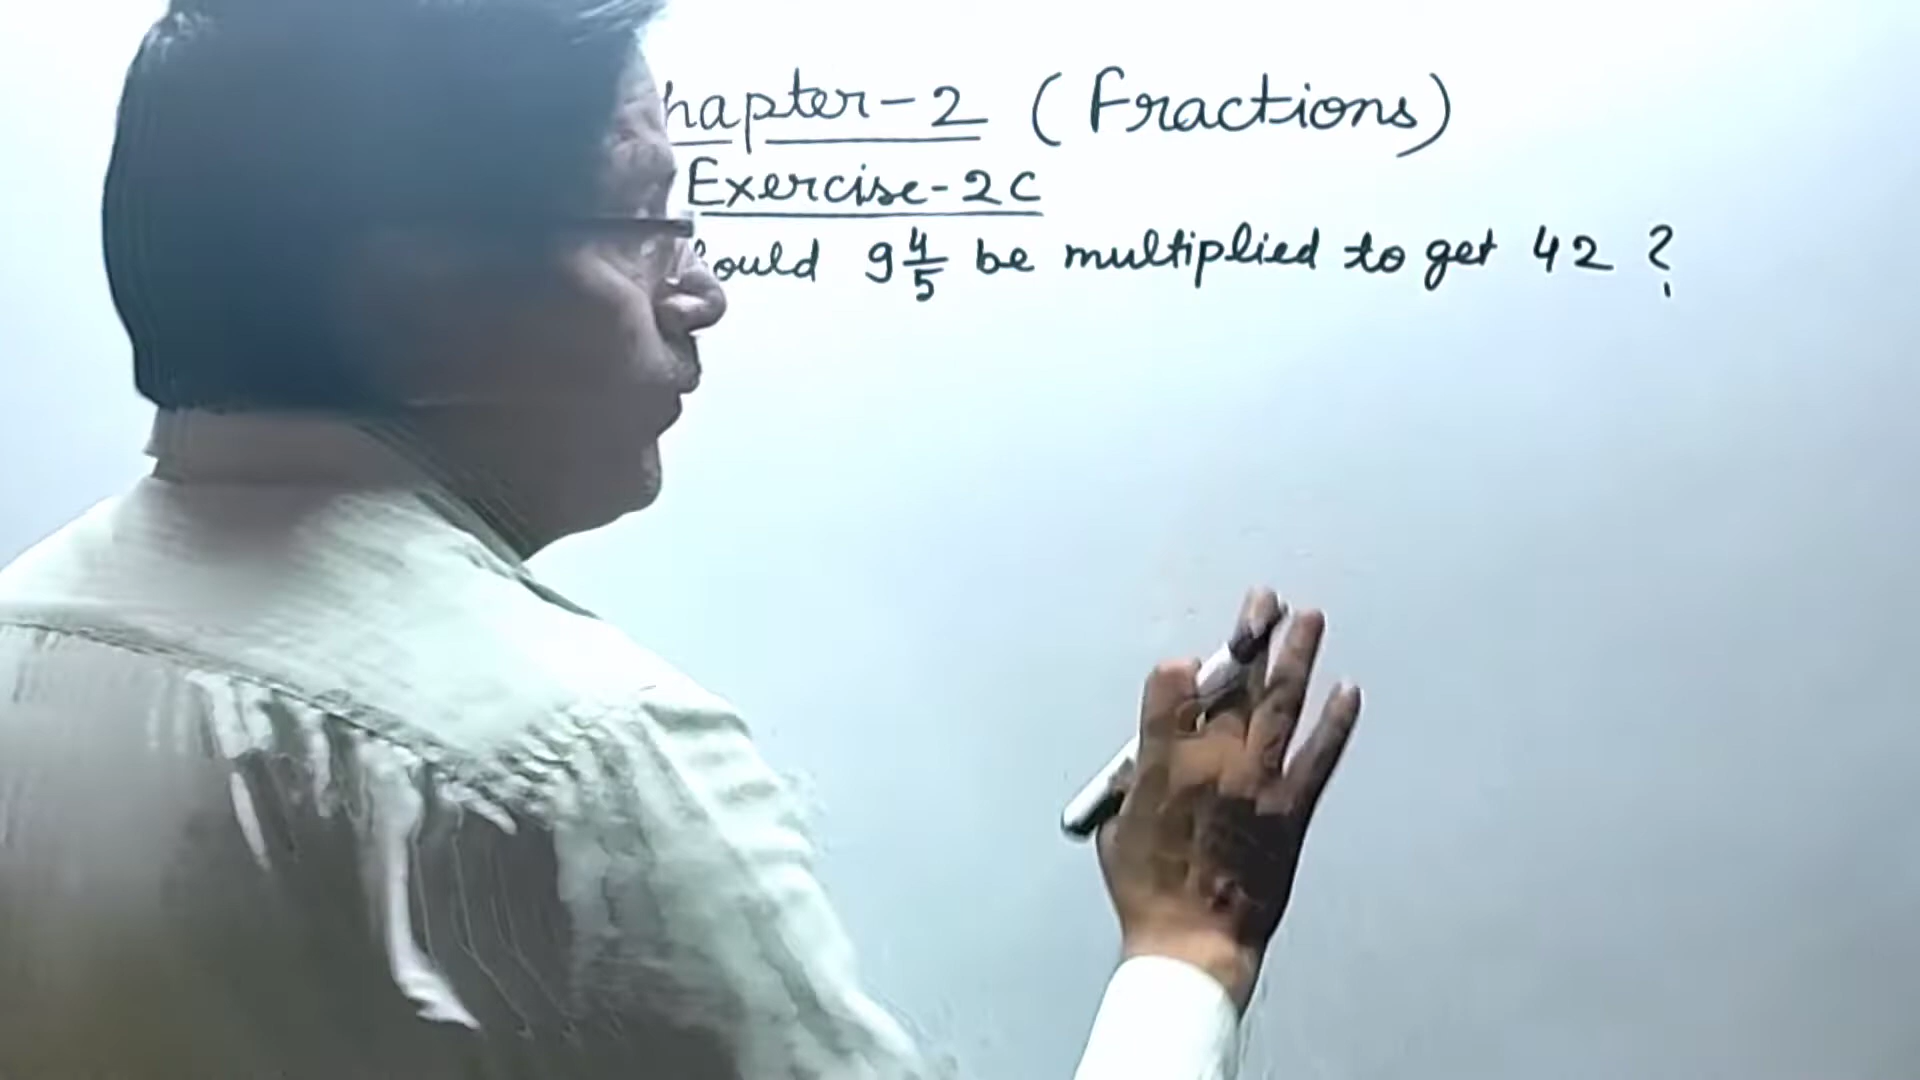 hapter-2 (Fractions)
Exercise-2C
ould 9 4/5 be multiplied to get 42 ?